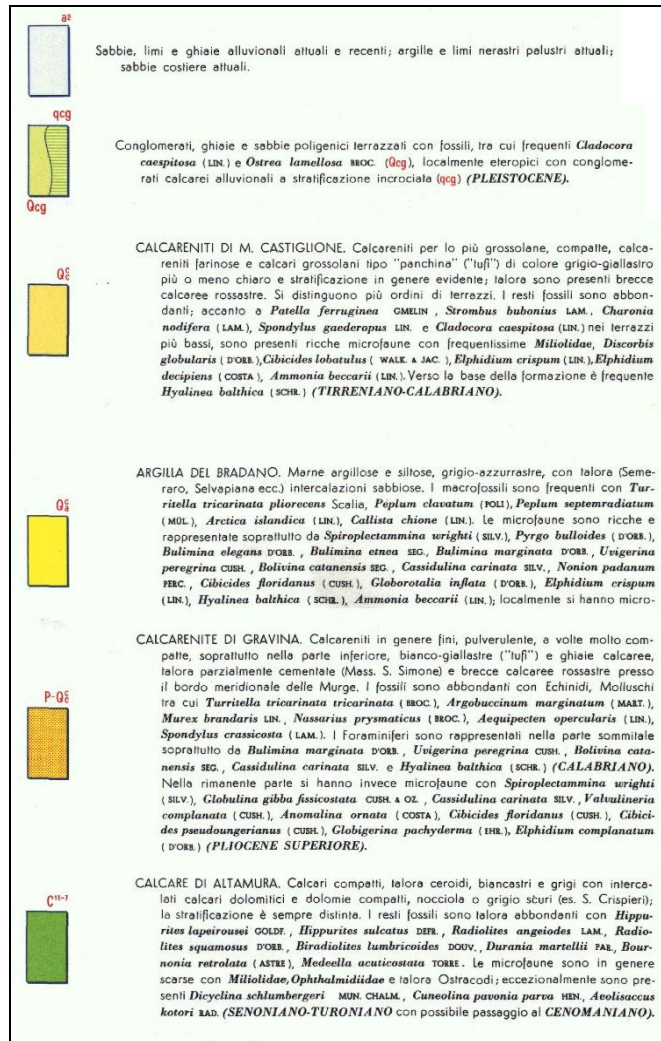 a²
Sabbie, limi e ghiaie alluvionali attuali e recenti; argille e limi nerastri palustri attuali;
sabbie costiere attuali.
qcg
Conglomerati, ghiaie e sabbie poligenici terrazzati con fossili, tra cui frequenti Cladocora
caespitosa (LIN.) e Ostrea lamellosa BROC. (Qcg), localmente eteropici con conglome-
rati calcarei alluvionali a stratificazione incrociata (qcg) (PLEISTOCENE).
Qcg
CALCARENITI DI M. CASTIGLIONE. Calcareniti per lo più grossolane, compatte, calca-
reniti farinose e calcari grossolani tipo "panchina" ("tufi") di colore grigio-giallastro
più o meno chiaro e stratificazione in genere evidente; talora sono presenti brecce
calcaree rossastre. Si distinguono più ordini di terrazzi. I resti fossili sono abbon-
danti; accanto a Patella ferruginea GMELIN, Strombus bubonius LAM., Charonia
nodifera (LAM.), Spondylus gaederopus LIN. e Cladocora caespitosa (LIN.) nei terrazzi
più bassi, sono presenti ricche microfaune con frequentissime Miliolidae, Discorbis
globularis (D'ORB.), Cibicides lobatulus ( WALK. & JAC. ), Elphidium crispum (LIN.), Elphidium
decipiens (COSTA ), Ammonia beccarii (LIN.). Verso la base della formazione è frequente
Hyalinea balthica ( SCHR.) (TIRRENIANO-CALABRIANO).
ARGILLA DEL BRADANO. Marne argillose e siltose, grigio-azzurrastre, con talora (Seme-
raro, Selvapiana ecc.) intercalazioni sabbiose. I macrofossili sono frequenti con Tur-
ritella tricarinata pliorecens Scalia, Peplum clavatum (POLI), Peplum septemradiatum
(MÜL.), Arctica islandica (LIN.), Callista chione (LIN.). Le microfaune sono ricche e
rappresentate soprattutto da Spiroplectammina wrighti (SILV.), Pyrgo bulloides (D'ORB.),
Bulimina elegans D'ORB., Bulimina etnea SEG., Bulimina marginata D'ORB., Uvigerina
peregrina CUSH., Bolivina catanensis SEG., Cassidulina carinata SILV., Nonion padanum
PERC., Cibicides floridanus (CUSH.), Globorotalia inflata (D'ORB.), Elphidium crispum
(LIN.), Hyalinea balthica (SCHR.), Ammonia beccarii (LIN.); localmente si hanno micro-
CALCARENITE DI GRAVINA. Calcareniti in genere fini, pulverulente, a volte molto com-
patte, soprattutto nella parte inferiore, bianco-giallastre ("tufi") e ghiaie calcaree,
talora parzialmente cementate (Mass. S. Simone) e brecce calcaree rossastre presso
il bordo meridionale delle Murge. I fossili sono abbondanti con Echinidi, Molluschi
tra cui Turritella tricarinata tricarinata (BROC.), Argobuccinum marginatum (MART.),
Murex brandaris LIN., Nassarius prysmaticus (BROC.), Aequipecten opercularis (LIN.),
Spondylus crassicosta (LAM.). I Foraminiferi sono rappresentati nella parte sommitale
soprattutto da Bulimina marginata D'ORB., Uvigerina peregrina CUSH., Bolivina cata-
nensis SEG., Cassidulina carinata SILV. e Hyalinea balthica (SCHR.) (CALABRIANO).
Nella rimanente parte si hanno invece microfaune con Spiroplectammina wrighti
(SILV.), Globulina gibba fissicostata CUSH. & OZ., Cassidulina carinata SILV., Valvulineria
complanata (CUSH.), Anomalina ornata (COSTA), Cibicides floridanus (CUSH.), Cibici-
des pseudoungerianus (CUSH.), Globigerina pachyderma (EHR.), Elphidium complanatum
(D'ORB.) (PLIOCENE SUPERIORE).
C¹¹⁻⁷
CALCARE DI ALTAMURA. Calcari compatti, talora ceroidi, biancastri e grigi con interca-
lati calcari dolomitici e dolomie compatti, nocciola o grigio scuri (es. S. Crispieri);
la stratificazione è sempre distinta. I resti fossili sono talora abbondanti con Hippu-
rites lapeirousei GOLDF., Hippurites sulcatus DEFR., Radiolites angeiodes LAM., Radio-
lites squamosus D'ORB., Biradiolites lumbricoides DOUV., Durania martellii PAR., Bour-
nonia retrolata (ASTRE), Medeella acuticostata TORRE. Le microfaune sono in genere
scarse con Miliolidae, Ophthalmidiidae e talora Ostracodi; eccezionalmente sono pre-
senti Dicyclina schlumbergeri MUN. CHALM., Cuneolina pavonia parva HEN., Aeolisaccus
kotori RAD. (SENONIANO-TURONIANO con possibile passaggio al CENOMANIANO).